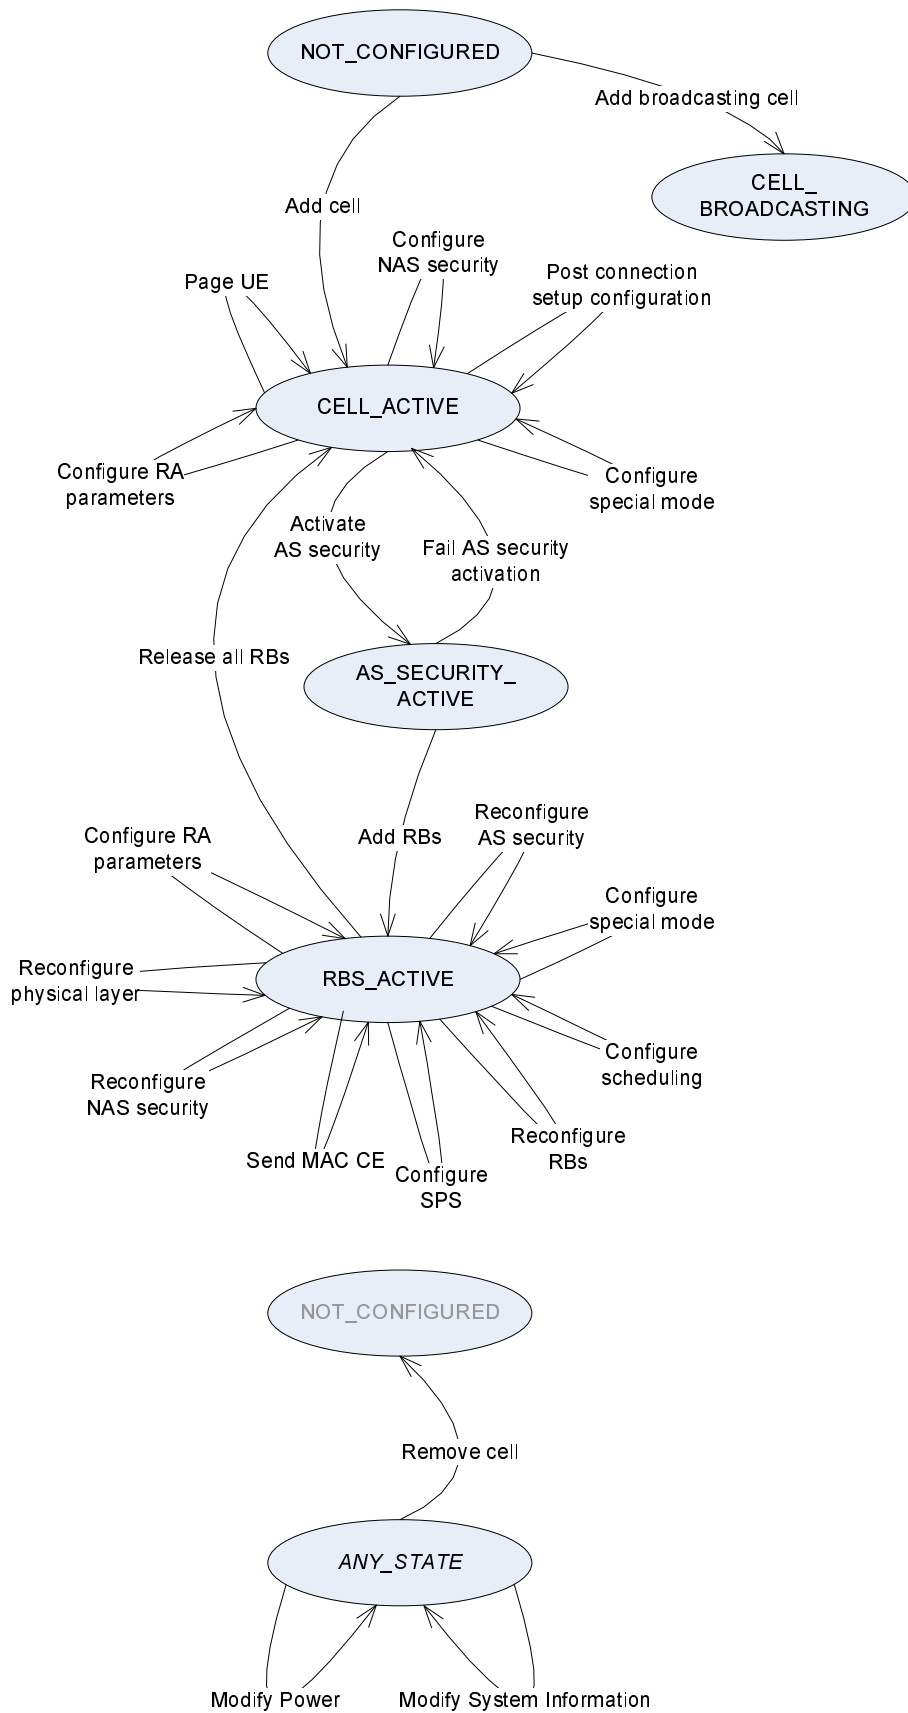 NOT_CONFIGURED
Add broadcasting cell
CELL_
BROADCASTING
Add cell
Configure
NAS security
Page UE
Post connection
setup configuration
CELL_ACTIVE
Configure RA
parameters
Configure
special mode
Activate
AS security
Fail AS security
activation
Release all RBs
AS_SECURITY_
ACTIVE
Add RBs
Reconfigure
AS security
Configure RA
parameters
Configure
special mode
Reconfigure
physical layer
RBS_ACTIVE
Configure
scheduling
Reconfigure
NAS security
Send MAC CE
Configure
SPS
Reconfigure
RBs
NOT_CONFIGURED
Remove cell
ANY_STATE
Modify Power
Modify System Information